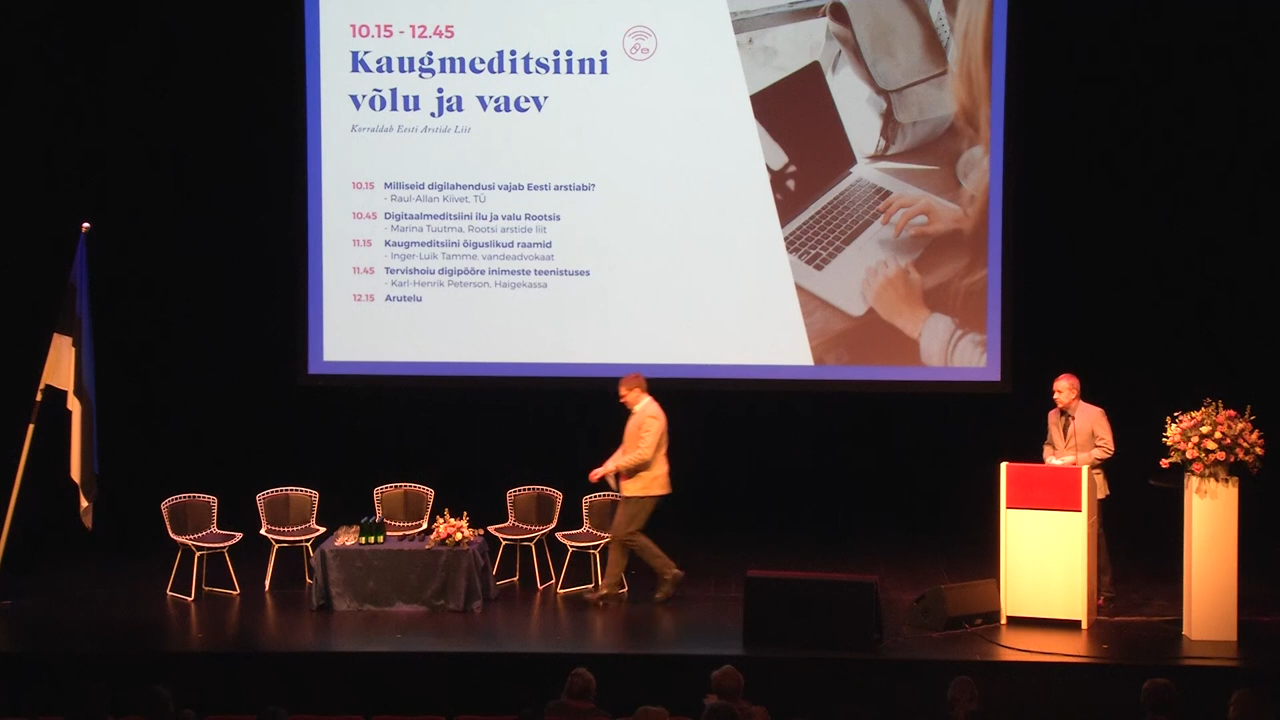 10.15 - 12.45
Kaugmeditsiini
võlu ja vaev
Korraldab Eesti Arstide Liit
10.15 Milliseid digilahendusi vajab Eesti arstiabi?
- Raul-Allan Kiivet, TÜ
10.45 Digitaalmeditsiini ilu ja valu Rootsis
- Marina Tuutma, Rootsi arstide liit
11.15 Kaugmeditsiini õiguslikud raamid
- Inger-Luik Tamme, vandeadvokaat
11.45 Tervishoiu digipööre inimeste teenistuses
- Karl-Henrik Peterson, Haigekassa
12.15 Arutelu